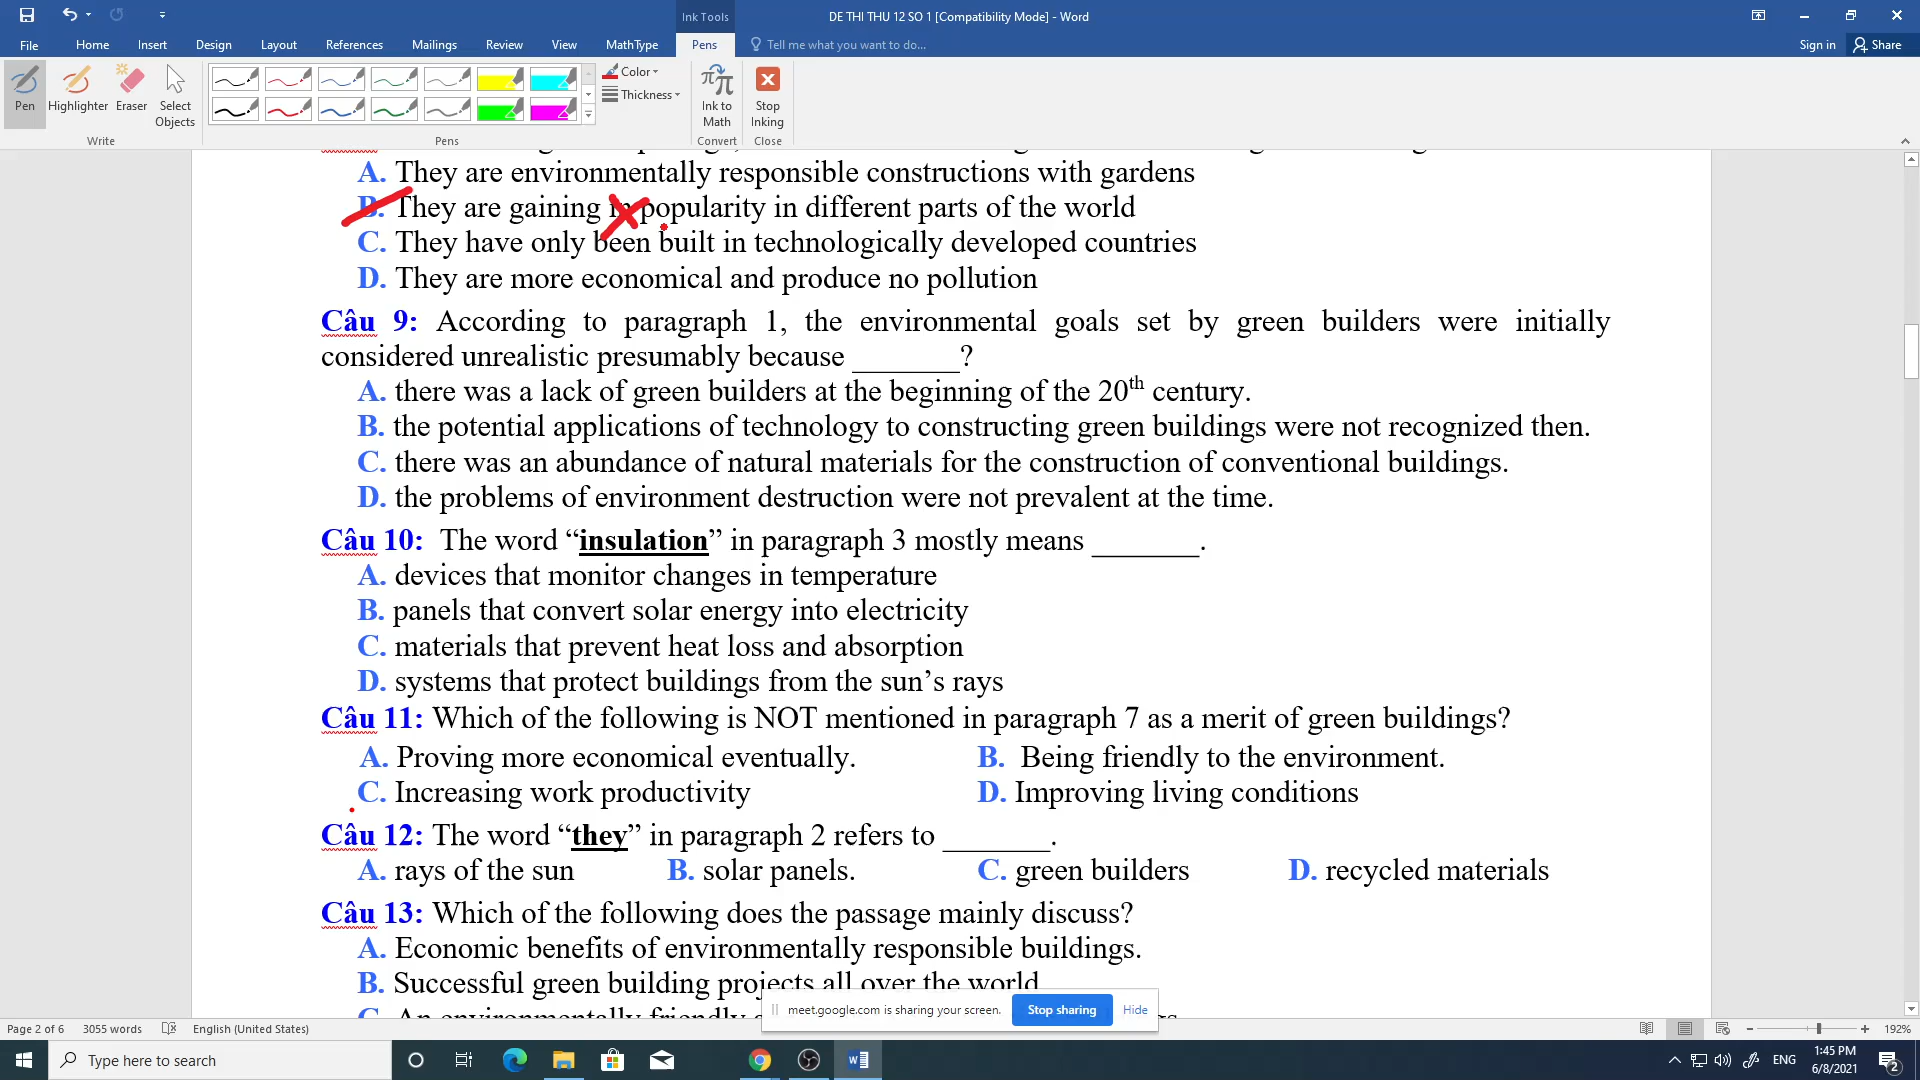 Ink Tools
DE THI THU 12 SO 1 [Compatibility Mode] - Word
File Home Insert Design Layout References Mailings Review View MathType Pens Tell me what you want to do... Sign in Share
Pen Highlighter Eraser Select Objects
Color
Thickness
Ink to Math
Stop Inking
Write Pens Convert Close
A. They are environmentally responsible constructions with gardens
B. They are gaining in popularity in different parts of the world
C. They have only been built in technologically developed countries
D. They are more economical and produce no pollution
Câu 9: According to paragraph 1, the environmental goals set by green builders were initially
considered unrealistic presumably because _______?
A. there was a lack of green builders at the beginning of the 20th century.
B. the potential applications of technology to constructing green buildings were not recognized then.
C. there was an abundance of natural materials for the construction of conventional buildings.
D. the problems of environment destruction were not prevalent at the time.
Câu 10: The word “insulation” in paragraph 3 mostly means _______.
A. devices that monitor changes in temperature
B. panels that convert solar energy into electricity
C. materials that prevent heat loss and absorption
D. systems that protect buildings from the sun’s rays
Câu 11: Which of the following is NOT mentioned in paragraph 7 as a merit of green buildings?
A. Proving more economical eventually. B. Being friendly to the environment.
C. Increasing work productivity D. Improving living conditions
Câu 12: The word “they” in paragraph 2 refers to _______.
A. rays of the sun B. solar panels. C. green builders D. recycled materials
Câu 13: Which of the following does the passage mainly discuss?
A. Economic benefits of environmentally responsible buildings.
B. Successful green building projects all over the world
C. An environmentally friendly
meet.google.com is sharing your screen. Stop sharing Hide
Page 2 of 6 3055 words English (United States) 192%
Type here to search
ENG
1:45 PM
6/8/2021
2